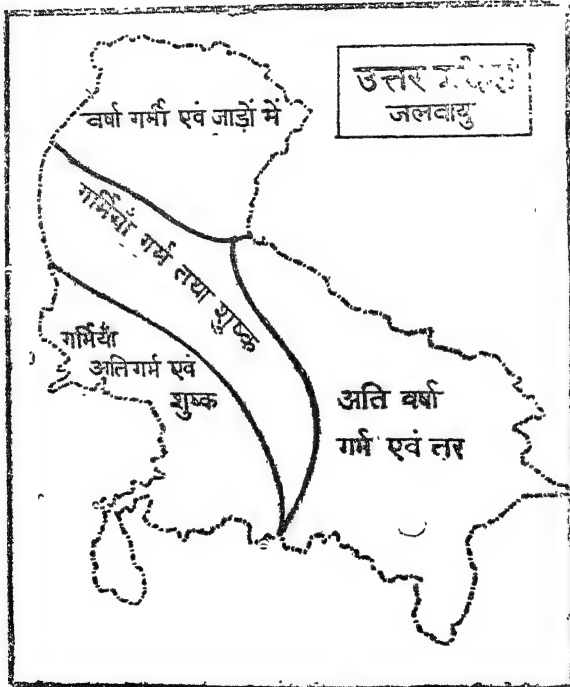 उत्तर
जलवायु
वर्षा गर्मी एवं जाड़ों में
गर्मियाँ गर्म तथा शुष्क
गर्मियाँ
अतिगर्म एवं
शुष्क
अति वर्षा
गर्म एवं तर